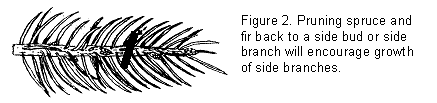 Figure 2. Pruning spruce and
fir back to a side bud or side
branch will encourage growth
of side branches.